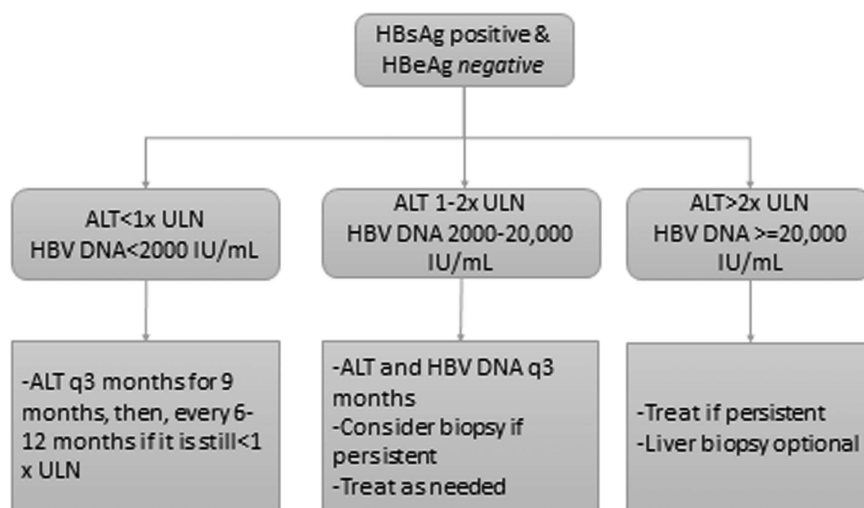 HBsAg positive &
HBeAg negative
ALT<1x ULN
HBV DNA<2000 IU/mL
ALT 1-2x ULN
HBV DNA 2000-20,000
IU/mL
ALT>2x ULN
HBV DNA >=20,000
IU/mL
-ALT q3 months for 9
months, then, every 6-
12 months if it is still<1
x ULN
-ALT and HBV DNA q3
months
-Consider biopsy if
persistent
-Treat as needed
-Treat if persistent
-Liver biopsy optional